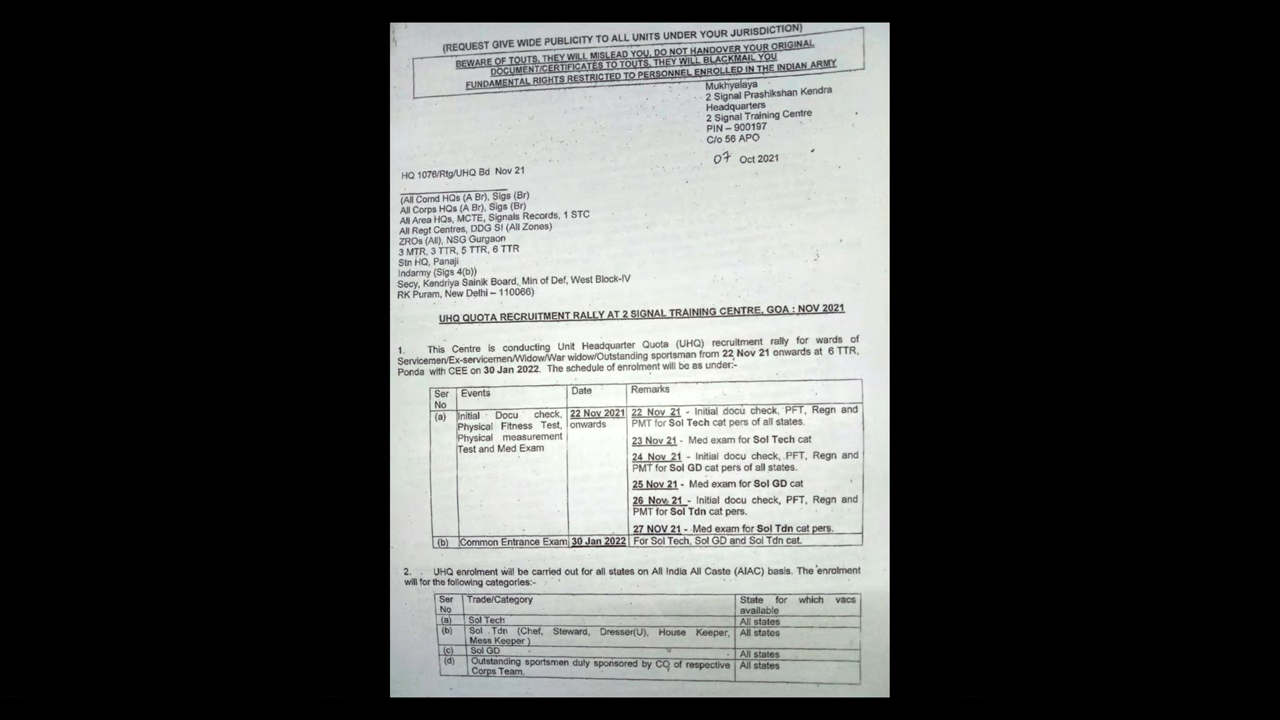 (REQUEST GIVE WIDE PUBLICITY TO ALL UNITS UNDER YOUR JURISDICTION)
BEWARE OF TOUTS, THEY WILL MISLEAD YOU, DO NOT HANDOVER YOUR ORIGINAL
DOCUMENT/CERTIFICATES TO TOUTS, THEY WILL BLACKMAIL YOU
FUNDAMENTAL RIGHTS RESTRICTED TO PERSONNEL ENROLLED IN THE INDIAN ARMY
Mukhyalaya
2 Signal Prashikshan Kendra
Headquarters
2 Signal Training Centre
PIN – 900197
C/o 56 APO
07 Oct 2021
HQ 1076/Rtg/UHQ Bd Nov 21
(All Comd HQs (A Br), Sigs (Br)
All Corps HQs (A Br), Sigs (Br)
All Area HQs, MCTE, Signals Records, 1 STC
All Regt Centres, DDG SI (All Zones)
ZROs (All), NSG Gurgaon
3 MTR, 3 TTR, 5 TTR, 6 TTR
Stn HQ, Panaji
Indarmy (Sigs 4(b))
Secy, Kendriya Sainik Board, Min of Def, West Block-IV
RK Puram, New Delhi – 110066)
UHQ QUOTA RECRUITMENT RALLY AT 2 SIGNAL TRAINING CENTRE, GOA : NOV 2021
1. This Centre is conducting Unit Headquarter Quota (UHQ) recruitment rally for wards of
Servicemen/Ex-servicemen/Widow/War widow/Outstanding sportsman from 22 Nov 21 onwards at 6 TTR,
Ponda with CEE on 30 Jan 2022. The schedule of enrolment will be as under:-
Ser No Events Date Remarks
(a) Initial Docu check, Physical Fitness Test, Physical measurement Test and Med Exam
22 Nov 2021 onwards
22 Nov 21 - Initial docu check, PFT, Regn and
PMT for Sol Tech cat pers of all states.
23 Nov 21 - Med exam for Sol Tech cat
24 Nov 21 - Initial docu check, PFT, Regn and
PMT for Sol GD cat pers of all states.
25 Nov 21 - Med exam for Sol GD cat
26 Nov 21 - Initial docu check, PFT, Regn and
PMT for Sol Tdn cat pers.
27 NOV 21 - Med exam for Sol Tdn cat pers.
(b) Common Entrance Exam 30 Jan 2022 For Sol Tech, Sol GD and Sol Tdn cat.
2. UHQ enrolment will be carried out for all states on All India All Caste (AIAC) basis. The enrolment
will for the following categories:-
Ser No Trade/Category State for which vacs available
(a) Sol Tech All states
(b) Sol Tdn (Chef, Steward, Dresser(U), House Keeper, All states
Mess Keeper )
(c) Sol GD All states
(d) Outstanding sportsmen duly sponsored by CO of respective All states
Corps Team.